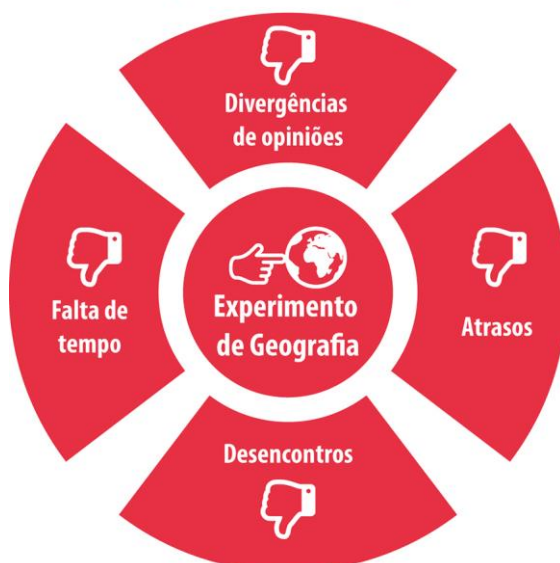 Divergências
de opiniões
Falta de
tempo
Experimento
de Geografia
Atrasos
Desencontros